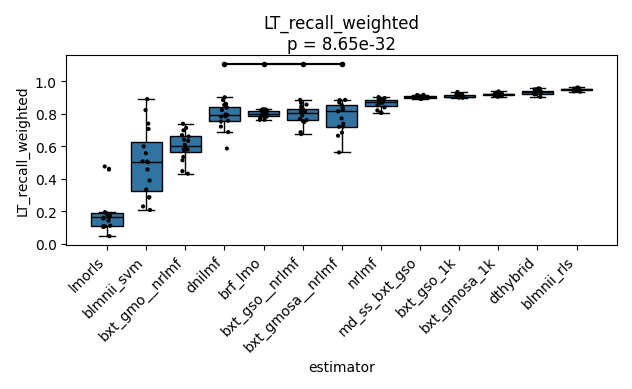 LT_recall_weighted
p = 8.65e-32
LT_recall_weighted
1.0
0.8
0.6
0.4
0.2
0.0
lmorls
blmnii_svm
bxt_gmo__nrlmf
dnilmf
brf_lmo
bxt_gso__nrlmf
bxt_gmosa__nrlmf
nrlmf
md_ss_bxt_gso
bxt_gso_1k
bxt_gmosa_1k
dthybrid
blmnii_rls
estimator